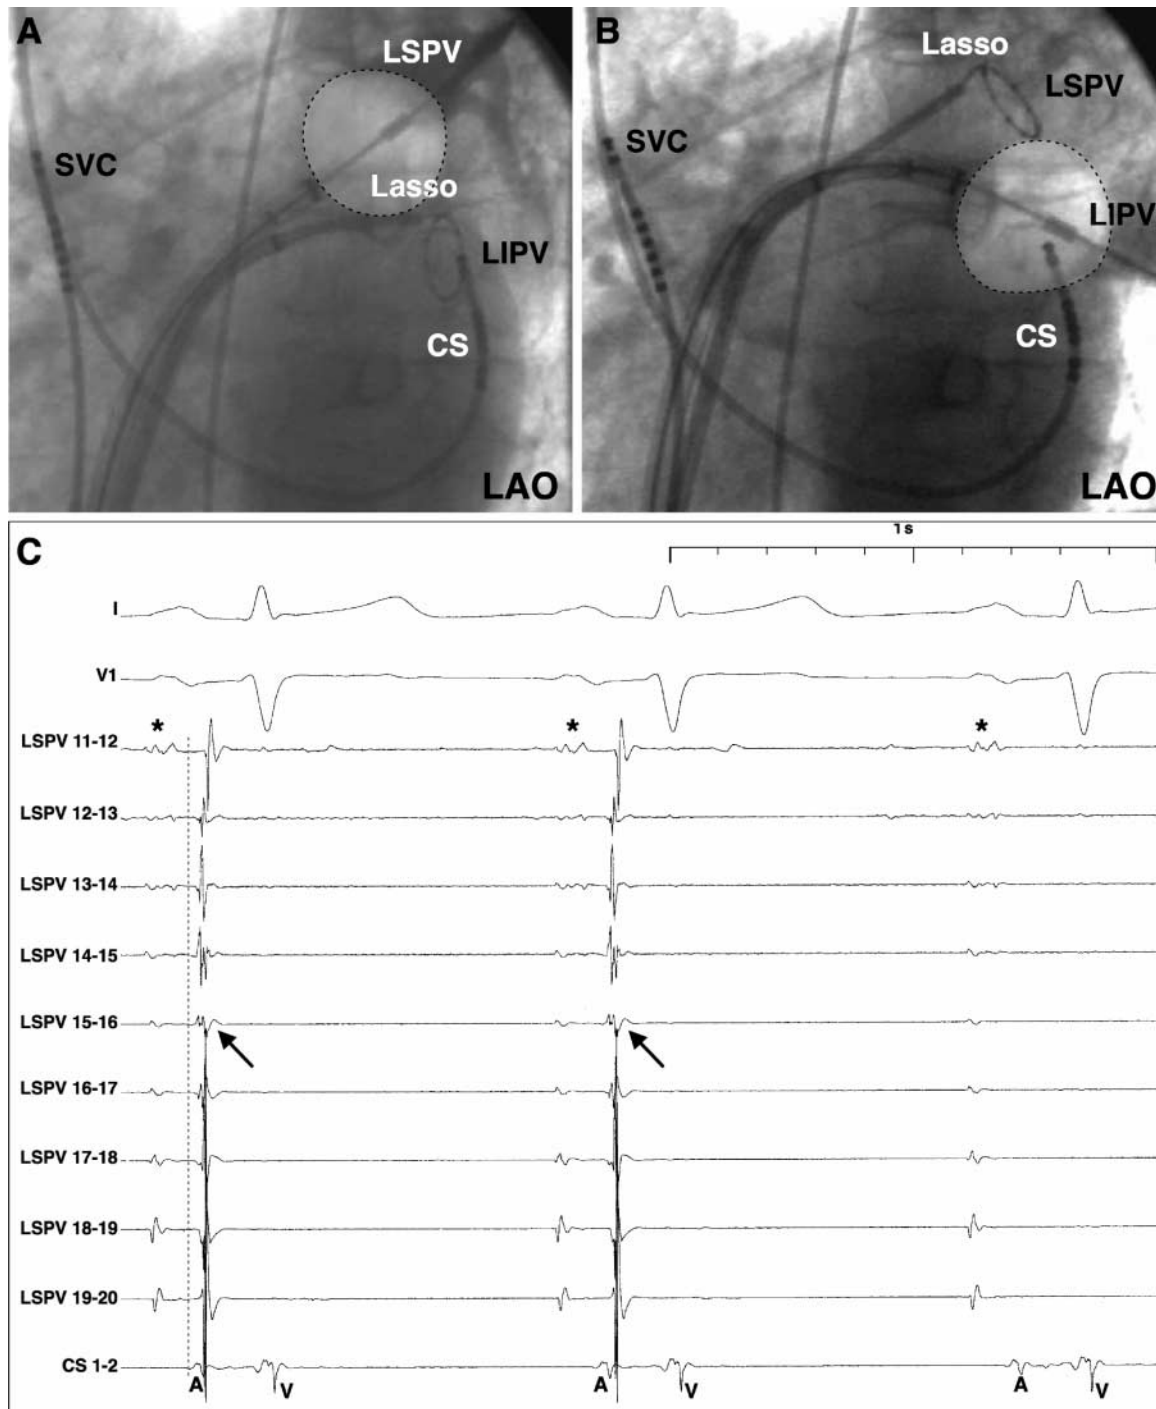 A
LSPV
SVC
Lasso
LIPV
CS
LAO
B
Lasso
LSPV
SVC
LIPV
CS
LAO
C
1s
I
V1
* * *
LSPV 11-12
LSPV 12-13
LSPV 13-14
LSPV 14-15
LSPV 15-16
LSPV 16-17
LSPV 17-18
LSPV 18-19
LSPV 19-20
CS 1-2
A V A V A V